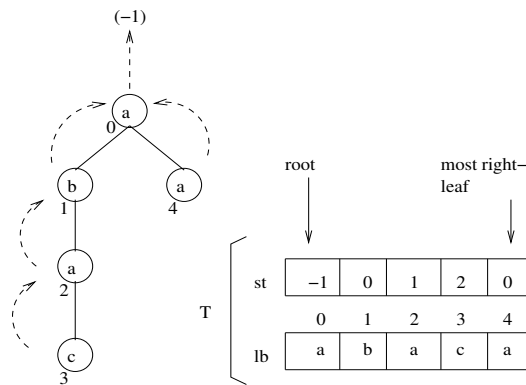 (−1)
a
0
b
1
a
4
a
2
c
3
root
most right−
leaf
T
st
−1 0 1 2 0
0 1 2 3 4
lb
a b a c a